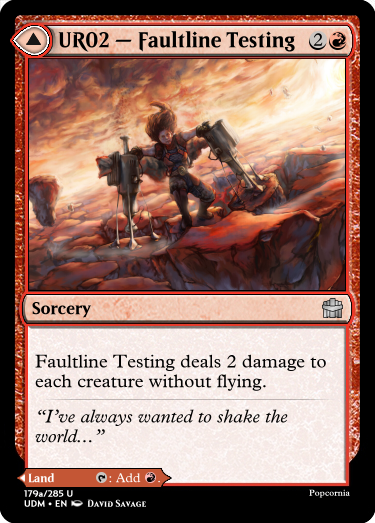 UR02 — Faultline Testing 2
Sorcery
Faultline Testing deals 2 damage to
each creature without flying.
“I’ve always wanted to shake the
world…”
Land : Add .
179a/285 U Popcornia
UDM • EN David Savage